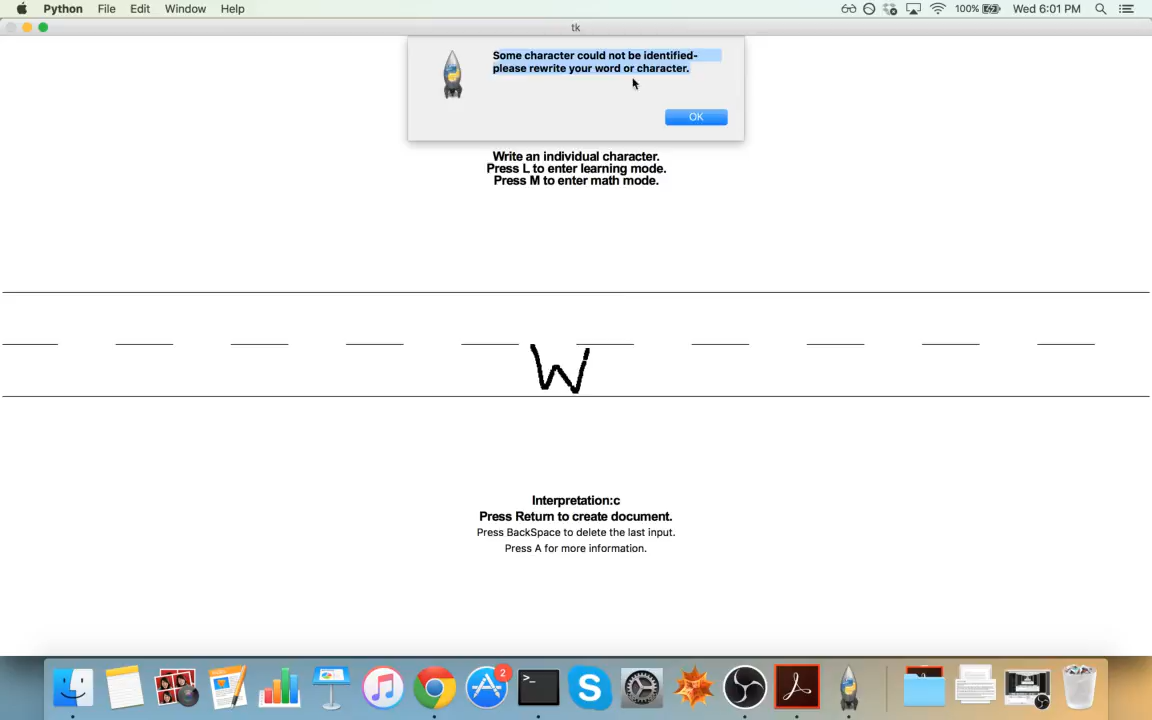 Python File Edit Window Help 100% Wed 6:01 PM
tk
Some character could not be identified-
please rewrite your word or character.
OK
Write an individual character.
Press L to enter learning mode.
Press M to enter math mode.
w
Interpretation:c
Press Return to create document.
Press BackSpace to delete the last input.
Press A for more information.
2
>_
S